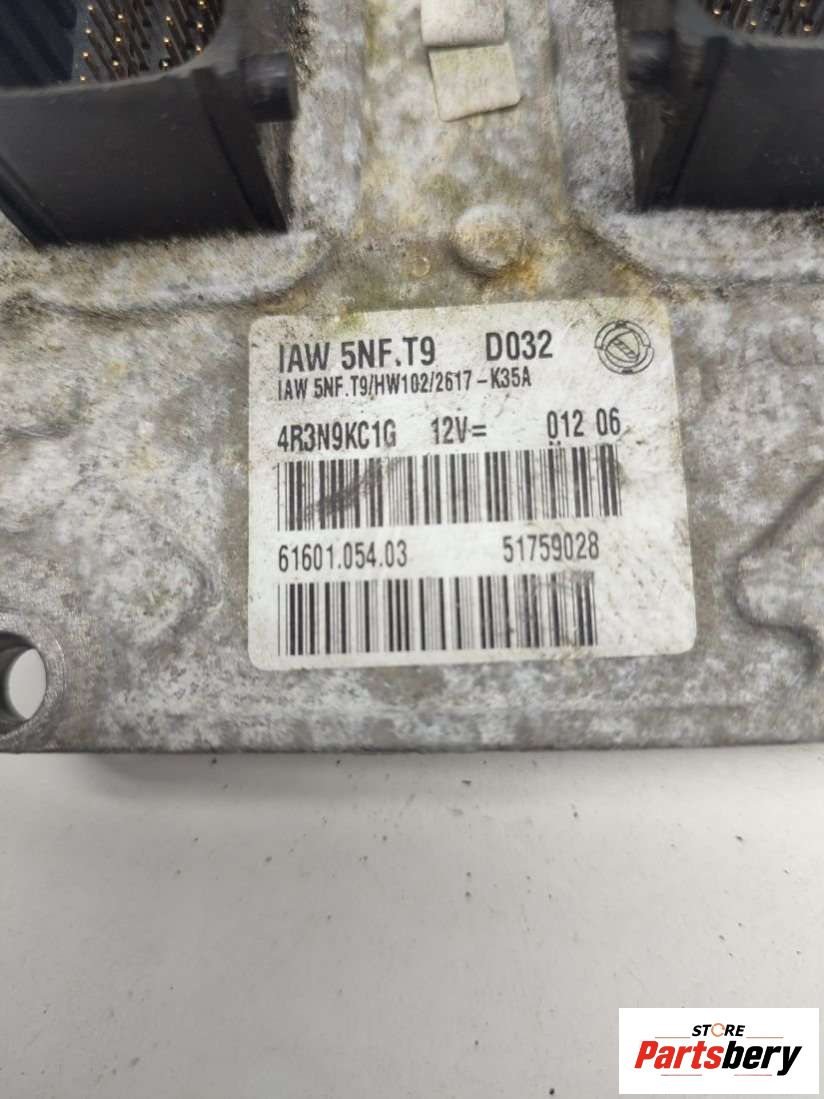 IAW 5NF.T9 D032
IAW 5NF.T9/HW102/2617-K35A
4R3N9KC1G 12V= 012 06
61601.054.03 51759028
STORE
Partsbery